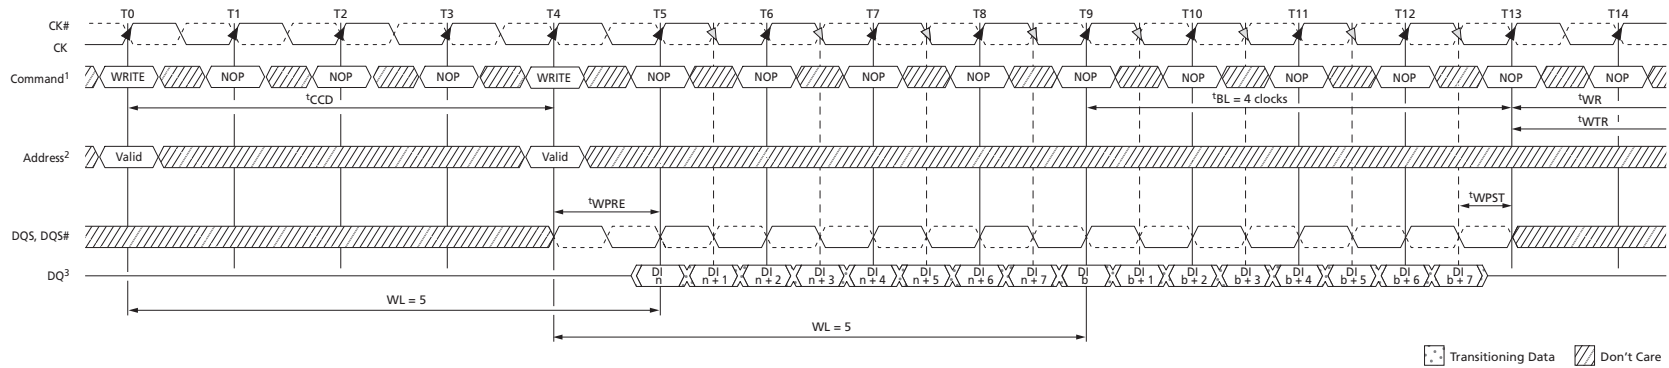 T0 T1 T2 T3 T4 T5 T6 T7 T8 T9 T10 T11 T12 T13 T14
CK#
CK
Command¹ WRITE NOP NOP NOP WRITE NOP NOP NOP NOP NOP NOP NOP NOP NOP NOP
tCCD tBL = 4 clocks tWR
tWTR
Address² Valid Valid
tWPRE tWPST
DQS, DQS#
DQ³ DI n DI n + 1 DI n + 2 DI n + 3 DI n + 4 DI n + 5 DI n + 6 DI n + 7 DI b DI b + 1 DI b + 2 DI b + 3 DI b + 4 DI b + 5 DI b + 6 DI b + 7
WL = 5
WL = 5
Transitioning Data Don't Care